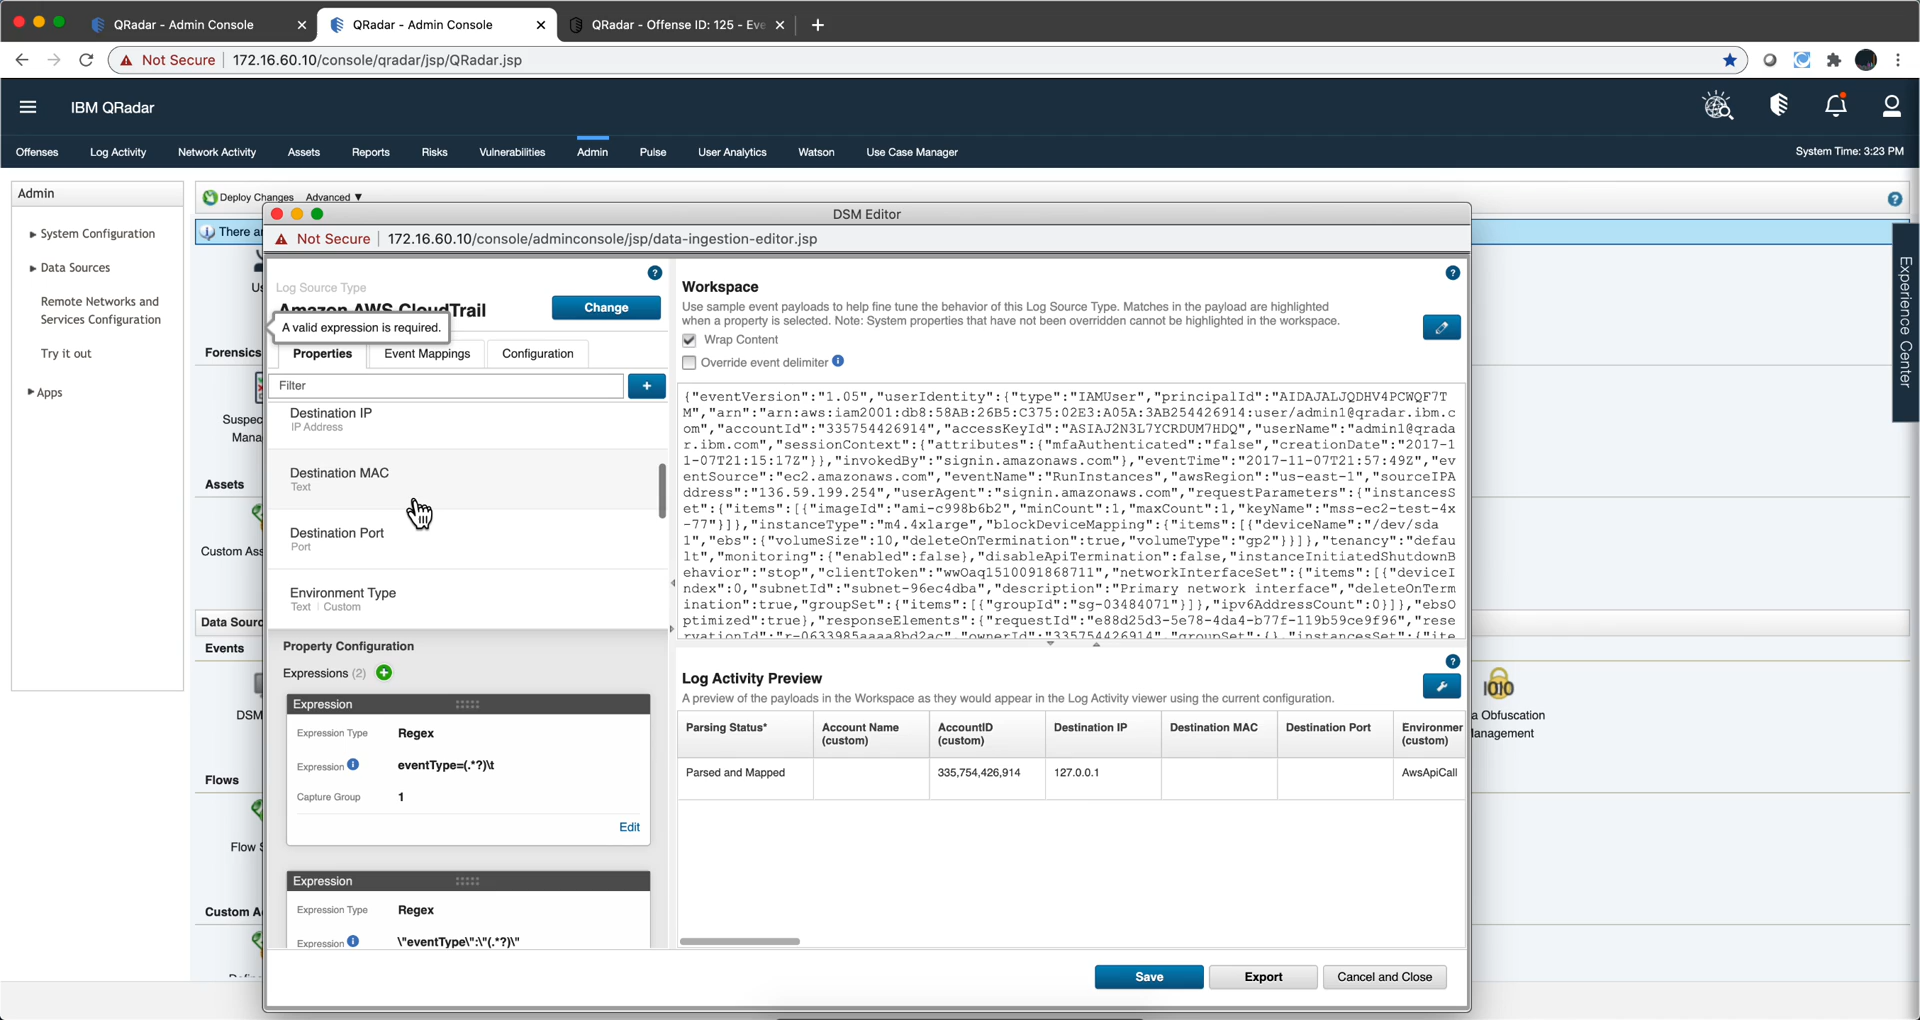 QRadar - Admin Console
QRadar - Admin Console
QRadar - Offense ID: 125 - Eve
Not Secure 172.16.60.10/console/qradar/jsp/QRadar.jsp
IBM QRadar
Offenses Log Activity Network Activity Assets Reports Risks Vulnerabilities Admin Pulse User Analytics Watson Use Case Manager System Time: 3:23 PM
Admin
System Configuration
Data Sources
Remote Networks and
Services Configuration
Try it out
Apps
Deploy Changes Advanced ▼
There
Forensics
Suspec
Mana
Assets
Custom Ass
Data Sourc
Events
DSM
Flows
Flow S
Custom A
Experience Center
a Obfuscation
anagement
DSM Editor
Not Secure 172.16.60.10/console/adminconsole/jsp/data-ingestion-editor.jsp
Log Source Type
Amazon AWS CloudTrail
Change
A valid expression is required.
Properties Event Mappings Configuration
Filter
+
Destination IP
IP Address
Destination MAC
Text
Destination Port
Port
Environment Type
Text | Custom
Property Configuration
Expressions (2)
Expression
Expression Type Regex
Expression eventType=(.*?)\t
Capture Group 1
Edit
Expression
Expression Type Regex
Expression \"eventType\":\"(.*?)\"
Workspace
Use sample event payloads to help fine tune the behavior of this Log Source Type. Matches in the payload are highlighted
when a property is selected. Note: System properties that have not been overridden cannot be highlighted in the workspace.
Wrap Content
Override event delimiter
{"eventVersion":"1.05","userIdentity":{"type":"IAMUser","principalId":"AIDAJALJQDHV4PCWQF7T
M","arn":"arn:aws:iam2001:db8:58AB:26B5:C375:02E3:A05A:3AB254426914:user/admin1@qradar.ibm.c
om","accountId":"335754426914","accessKeyId":"ASIAJ2N3L7YCRDUM7HDQ","userName":"admin1@qrada
r.ibm.com","sessionContext":{"attributes":{"mfaAuthenticated":"false","creationDate":"2017-1
1-07T21:15:17Z"}},"invokedBy":"signin.amazonaws.com"},"eventTime":"2017-11-07T21:57:49Z","ev
entSource":"ec2.amazonaws.com","eventName":"RunInstances","awsRegion":"us-east-1","sourceIPA
ddress":"136.59.199.254","userAgent":"signin.amazonaws.com","requestParameters":{"instancesS
et":{"items":[{"imageId":"ami-c998b6b2","minCount":1,"maxCount":1,"keyName":"mss-ec2-test-4x
-77"}]},"instanceType":"m4.4xlarge","blockDeviceMapping":{"items":[{"deviceName":"/dev/sda
1","ebs":{"volumeSize":10,"deleteOnTermination":true,"volumeType":"gp2"}}]},"tenancy":"defau
lt","monitoring":{"enabled":false},"disableApiTermination":false,"instanceInitiatedShutdownB
ehavior":"stop","clientToken":"wwOaq1510091868711","networkInterfaceSet":{"items":[{"deviceI
ndex":0,"subnetId":"subnet-96ec4dba","description":"Primary network interface","deleteOnTerm
ination":true,"groupSet":{"items":[{"groupId":"sg-03484071"}]},"ipv6AddressCount":0}]},"ebsO
ptimized":true},"responseElements":{"requestId":"e88d25d3-5e78-4da4-b77f-119b59ce9f96","rese
rvationId":"r-0633985aaaa8bd2ac","ownerId":"335754426914","groupSet":{},"instancesSet":{"ite
Log Activity Preview
A preview of the payloads in the Workspace as they would appear in the Log Activity viewer using the current configuration.
Parsing Status* Account Name (custom) AccountID (custom) Destination IP Destination MAC Destination Port Environmer (custom)
Parsed and Mapped 335,754,426,914 127.0.0.1 AwsApiCall
Save Export Cancel and Close